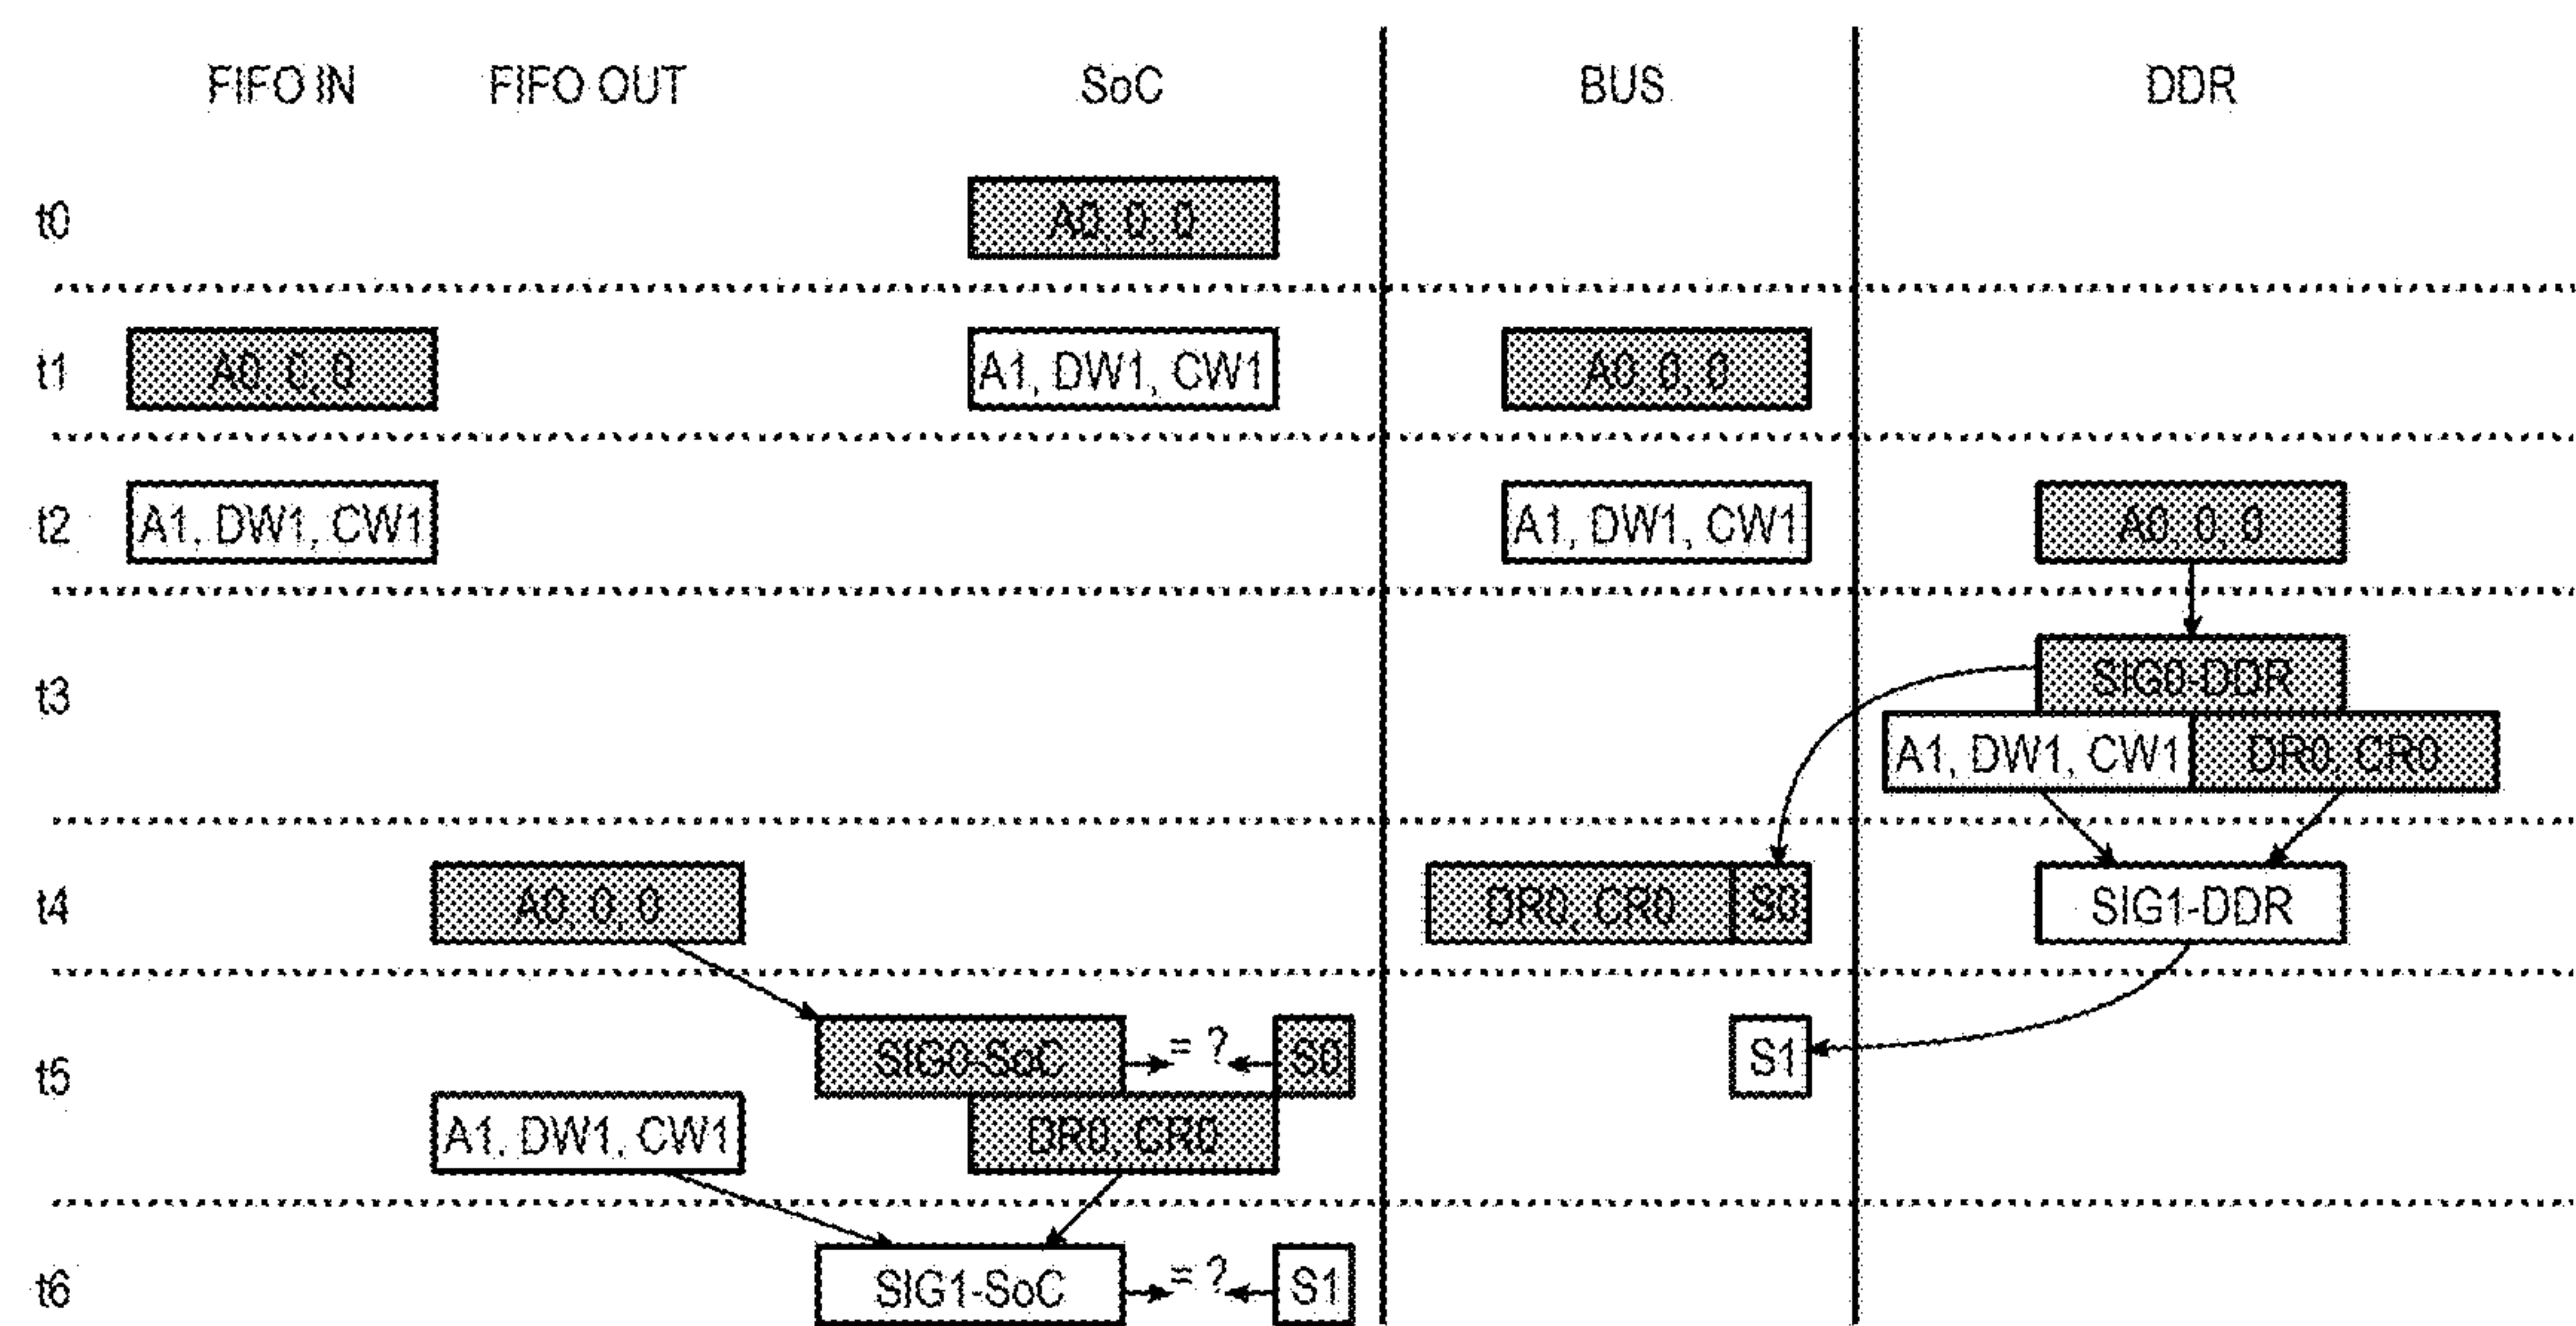 FIFO IN FIFO OUT SoC BUS DDR
t0 A0, 0, 0
t1 A0, 0, 0 A1, DW1, CW1 A0, 0, 0
t2 A1, DW1, CW1 A1, DW1, CW1 A0, 0, 0
t3 SIG0-DDR
A1, DW1, CW1 DR0, CR0
t4 A0, 0, 0 DR0, CR0 S0 SIG1-DDR
t5 SIG0-SoC = ? S0 S1
A1, DW1, CW1 DR0, CR0
t6 SIG1-SoC = ? S1